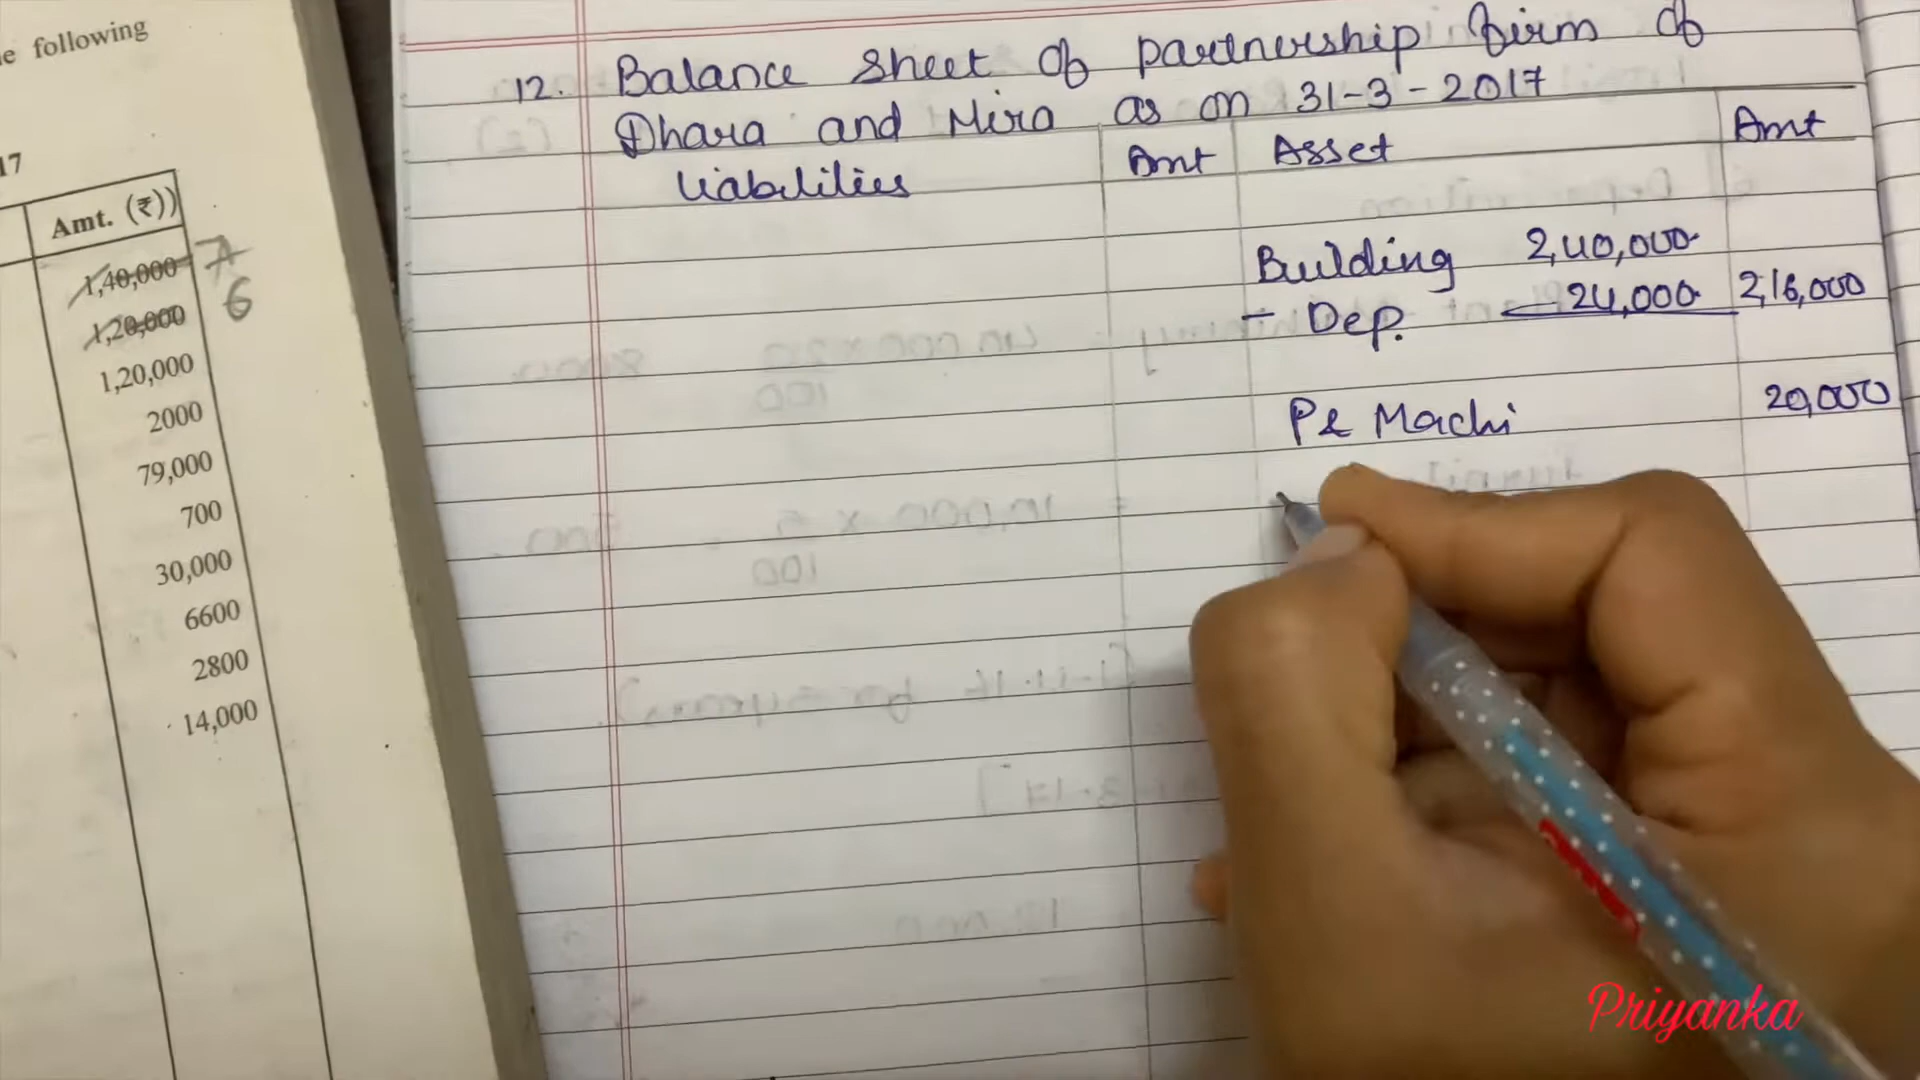 e following
17
Amt. (₹))
1,40,000 7
1,20,000 6
1,20,000
2000
79,000
700
30,000
6600
2800
14,000
12. Balance sheet of partnership firm of
Dhara and Mira as on 31-3-2017
Liabilities Amt Asset Amt
Building 2,40,000
- Dep. 24,000 2,16,000
P& Machi 20,000
Priyanka